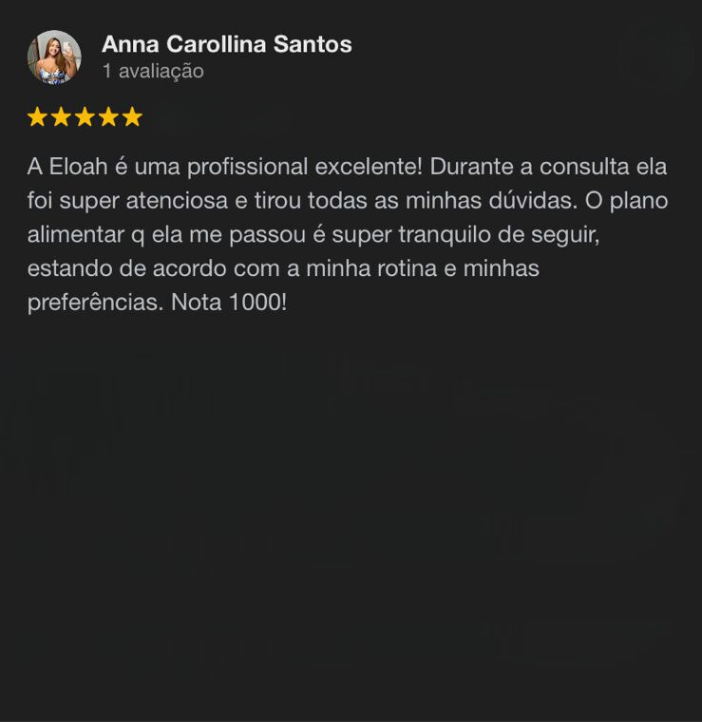 Anna Carollina Santos
1 avaliação
A Eloah é uma profissional excelente! Durante a consulta ela
foi super atenciosa e tirou todas as minhas dúvidas. O plano
alimentar q ela me passou é super tranquilo de seguir,
estando de acordo com a minha rotina e minhas
preferências. Nota 1000!